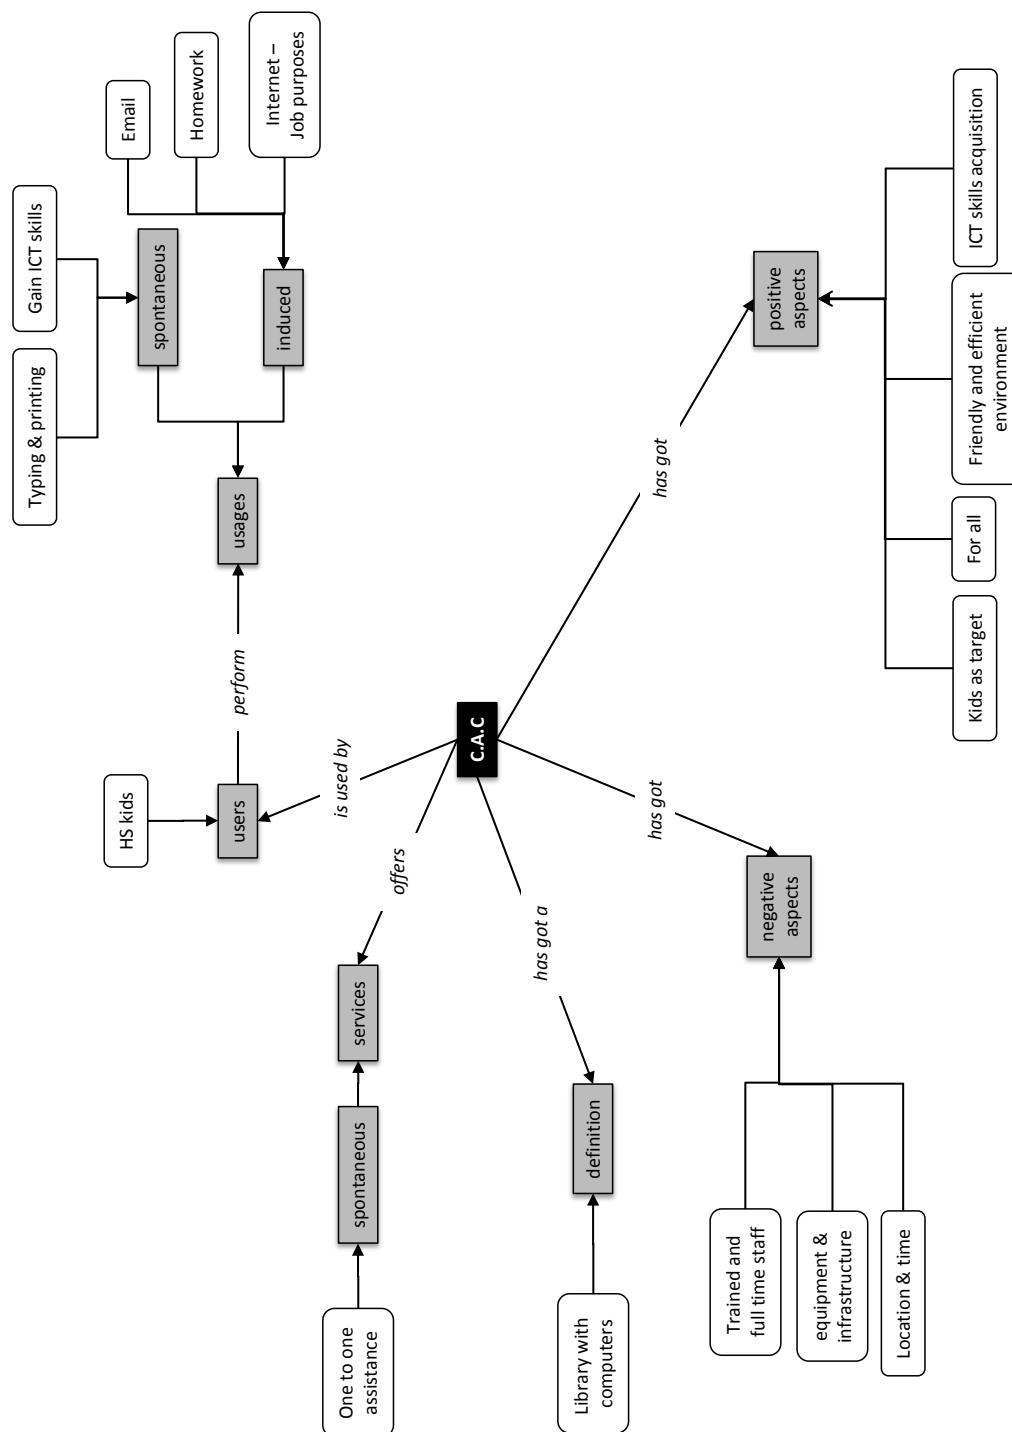 One to one
assistance
spontaneous
services
offers
HS kids
users
is used by
perform
usages
Typing & printing
Gain ICT skills
spontaneous
induced
Email
Homework
Internet –
Job purposes
C.A.C
Library with
computers
definition
has got a
Trained and
full time staff
equipment &
infrastructure
Location & time
negative
aspects
has got
has got
positive
aspects
Kids as target
For all
Friendly and efficient
environment
ICT skills acquisition